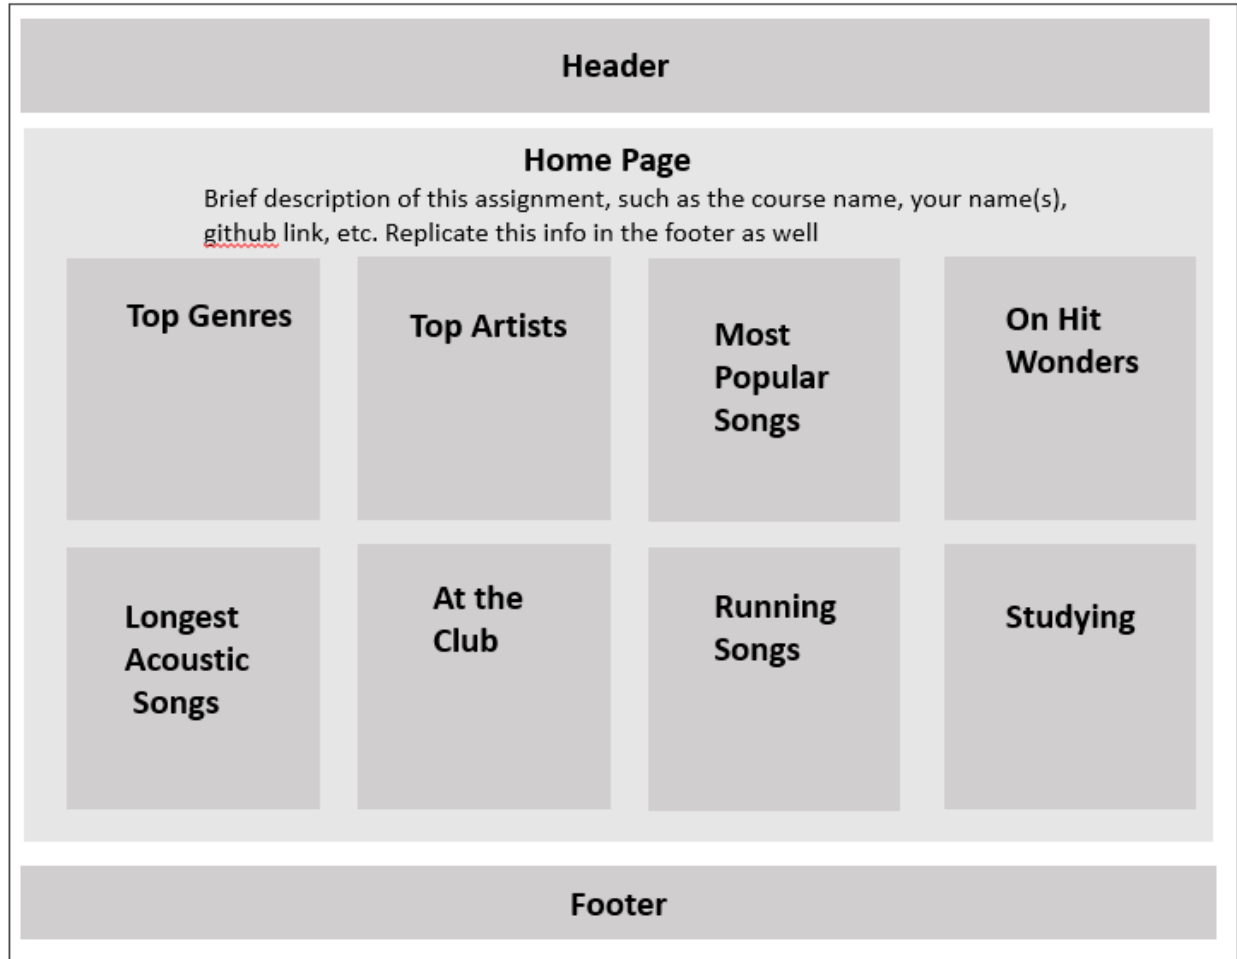 Header
Home Page
Brief description of this assignment, such as the course name, your name(s),
github link, etc. Replicate this info in the footer as well
Top Genres
Top Artists
Most
Popular
Songs
On Hit
Wonders
Longest
Acoustic
Songs
At the
Club
Running
Songs
Studying
Footer